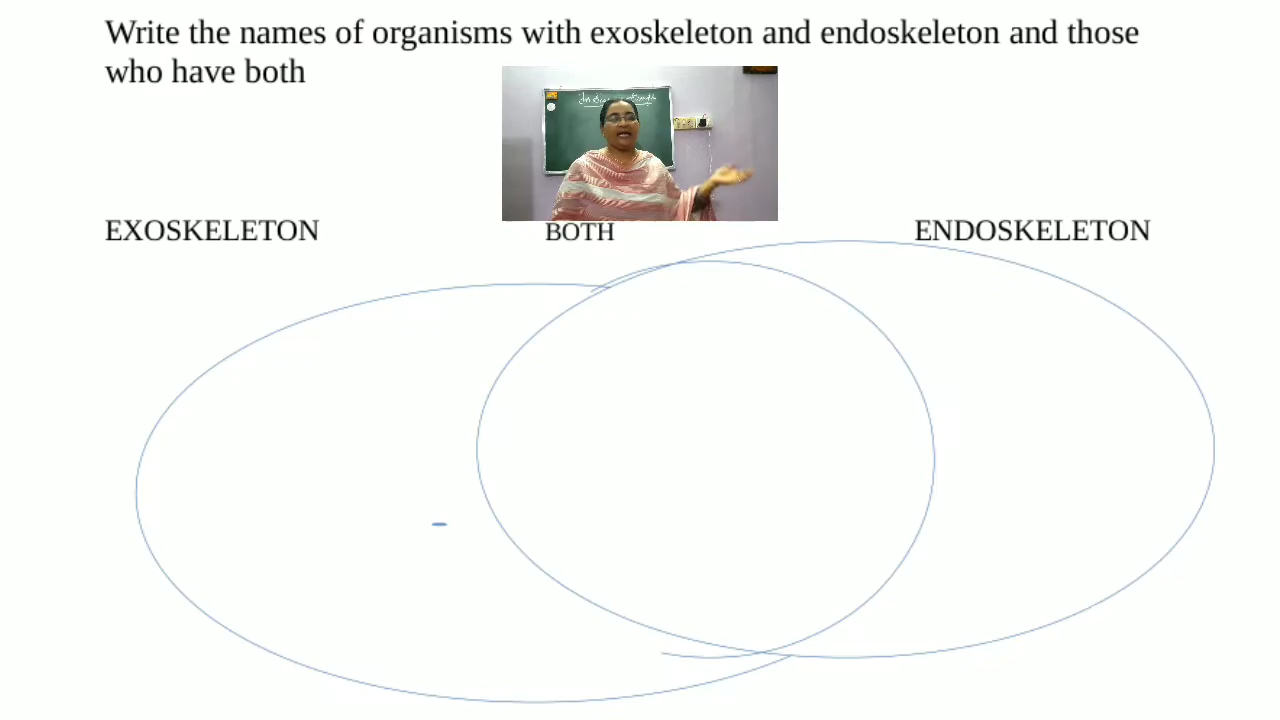 Write the names of organisms with exoskeleton and endoskeleton and those
who have both
EXOSKELETON
BOTH
ENDOSKELETON